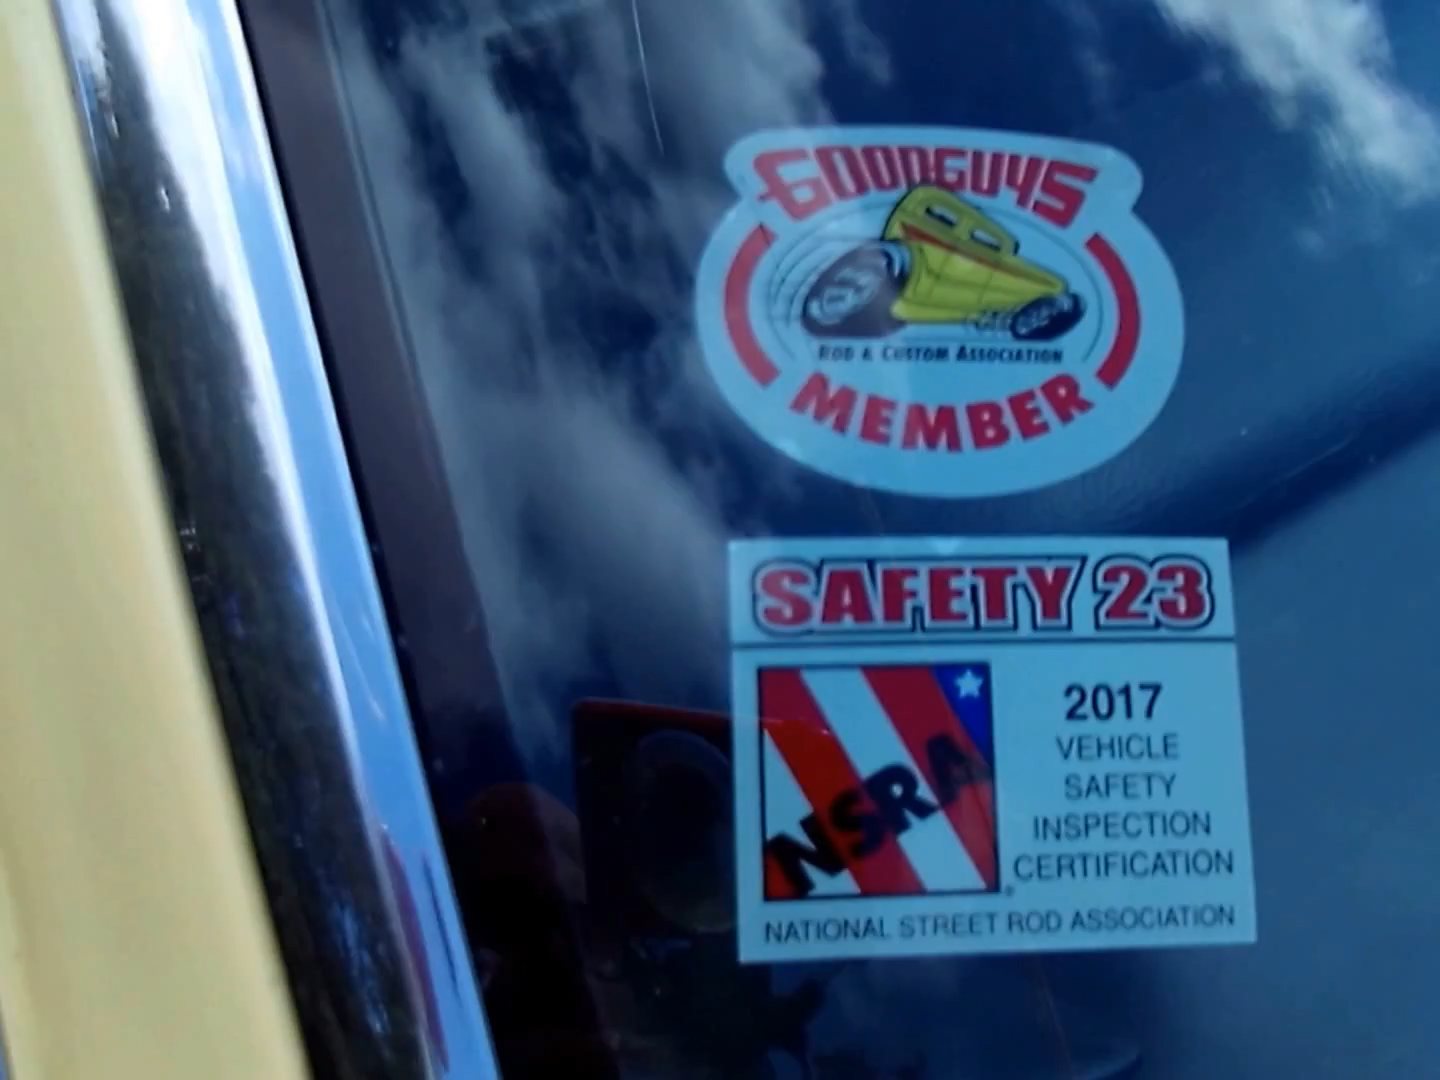 GOODGUYS
ROD & CUSTOM ASSOCIATION
MEMBER
SAFETY 23
NSRA
2017
VEHICLE
SAFETY
INSPECTION
CERTIFICATION
NATIONAL STREET ROD ASSOCIATION